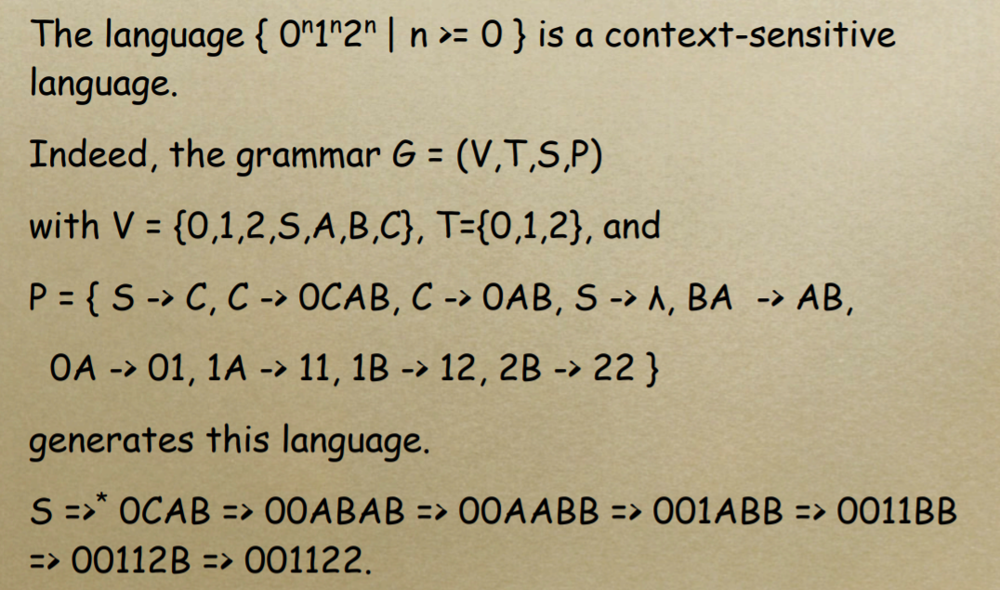 The language { 0ⁿ1ⁿ2ⁿ | n >= 0 } is a context-sensitive
language.
Indeed, the grammar G = (V,T,S,P)
with V = {0,1,2,S,A,B,C}, T={0,1,2}, and
P = { S -> C, C -> 0CAB, C -> 0AB, S -> λ, BA -> AB,
0A -> 01, 1A -> 11, 1B -> 12, 2B -> 22 }
generates this language.
S =>* 0CAB => 00ABAB => 00AABB => 001ABB => 0011BB
=> 00112B => 001122.